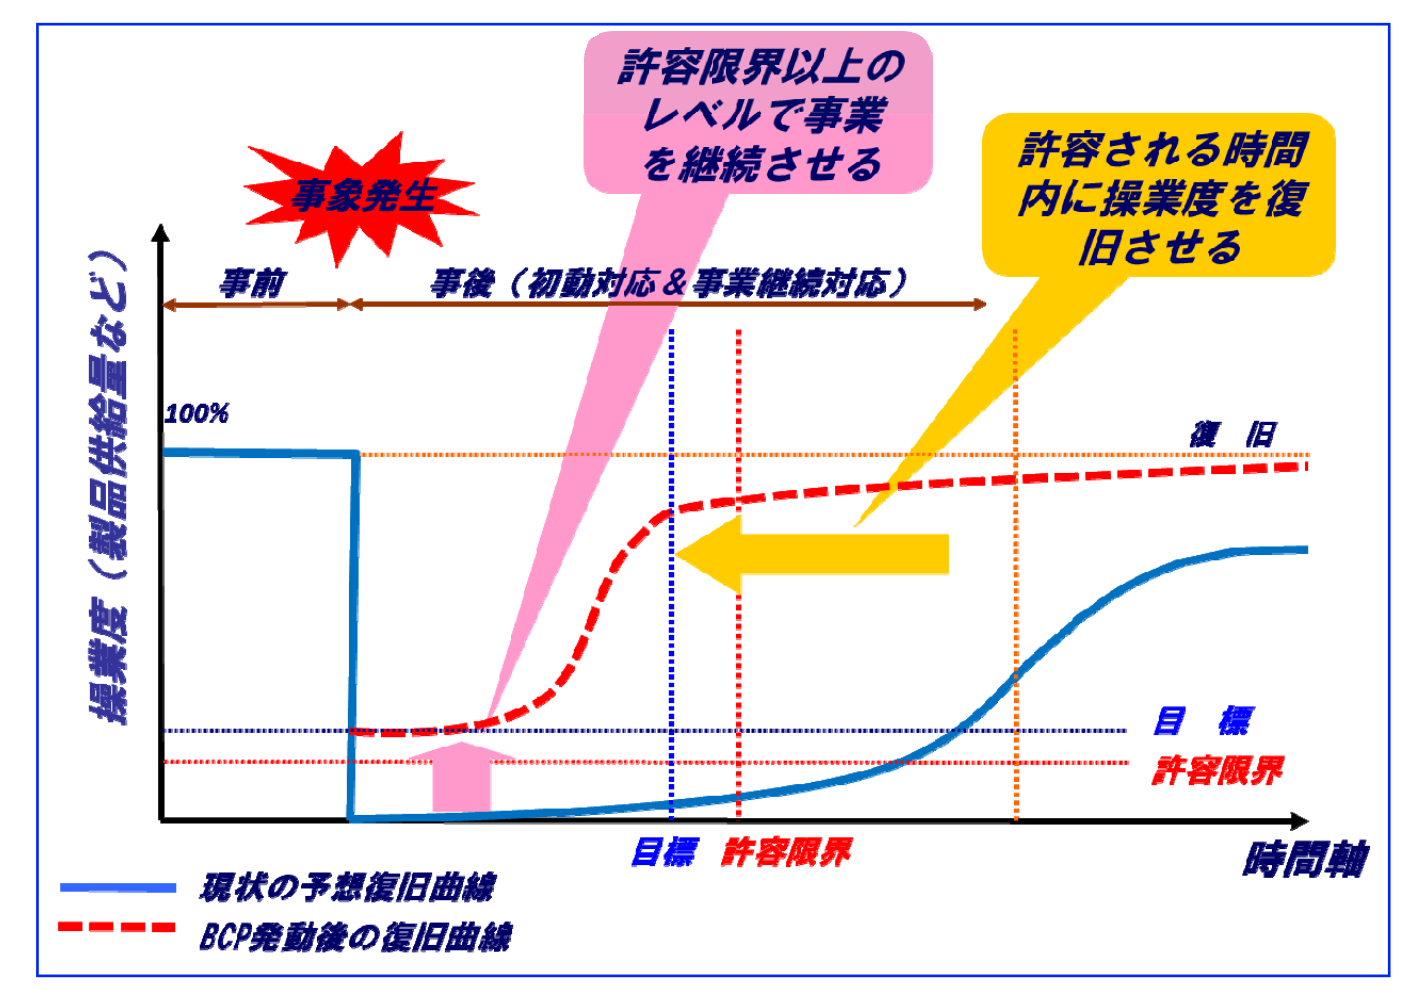 許容限界以上の
レベルで事業
を継続させる
許容される時間
内に操業度を復
旧させる
事象発生
事前
事後（初動対応＆事業継続対応）
操業度（製品供給量など）
100%
復　旧
目　標
許容限界
目標
許容限界
時間軸
現状の予想復旧曲線
BCP発動後の復旧曲線